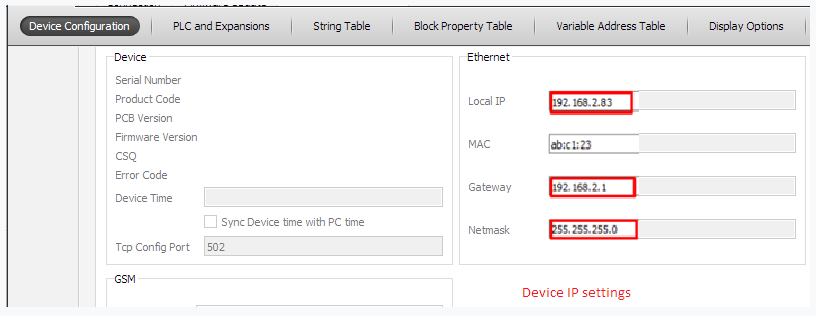 Device Configuration
PLC and Expansions
String Table
Block Property Table
Variable Address Table
Display Options
Device
Serial Number
Product Code
PCB Version
Firmware Version
CSQ
Error Code
Device Time
Sync Device time with PC time
Tcp Config Port 502
GSM
Ethernet
Local IP 192.168.2.83
MAC ab:c1:23
Gateway 192.168.2.1
Netmask 255.255.255.0
Device IP settings